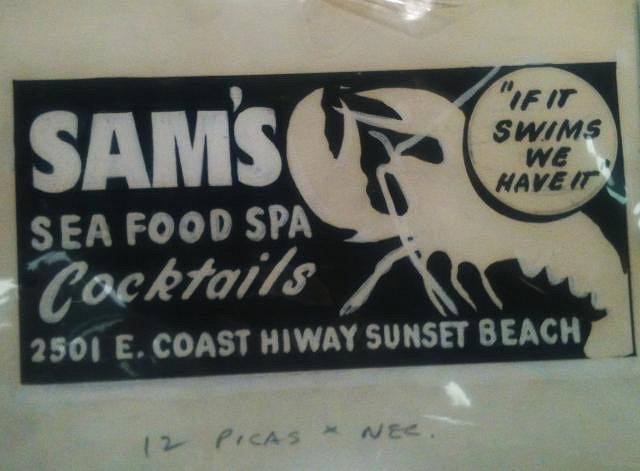 SAM'S
SEA FOOD SPA
Cocktails
2501 E. COAST HIWAY SUNSET BEACH
"IF IT
SWIMS
WE
HAVE IT"
12 PICAS x NEC.